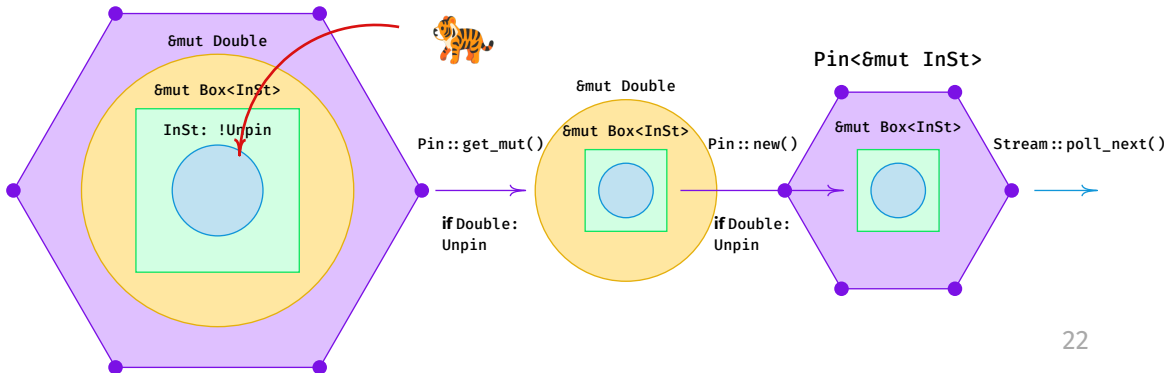 &mut Double
&mut Box<InSt>
InSt: !Unpin
Pin::get_mut()
if Double:
Unpin
&mut Double
&mut Box<InSt>
Pin::new()
if Double:
Unpin
Pin<&mut InSt>
&mut Box<InSt>
Stream::poll_next()
22